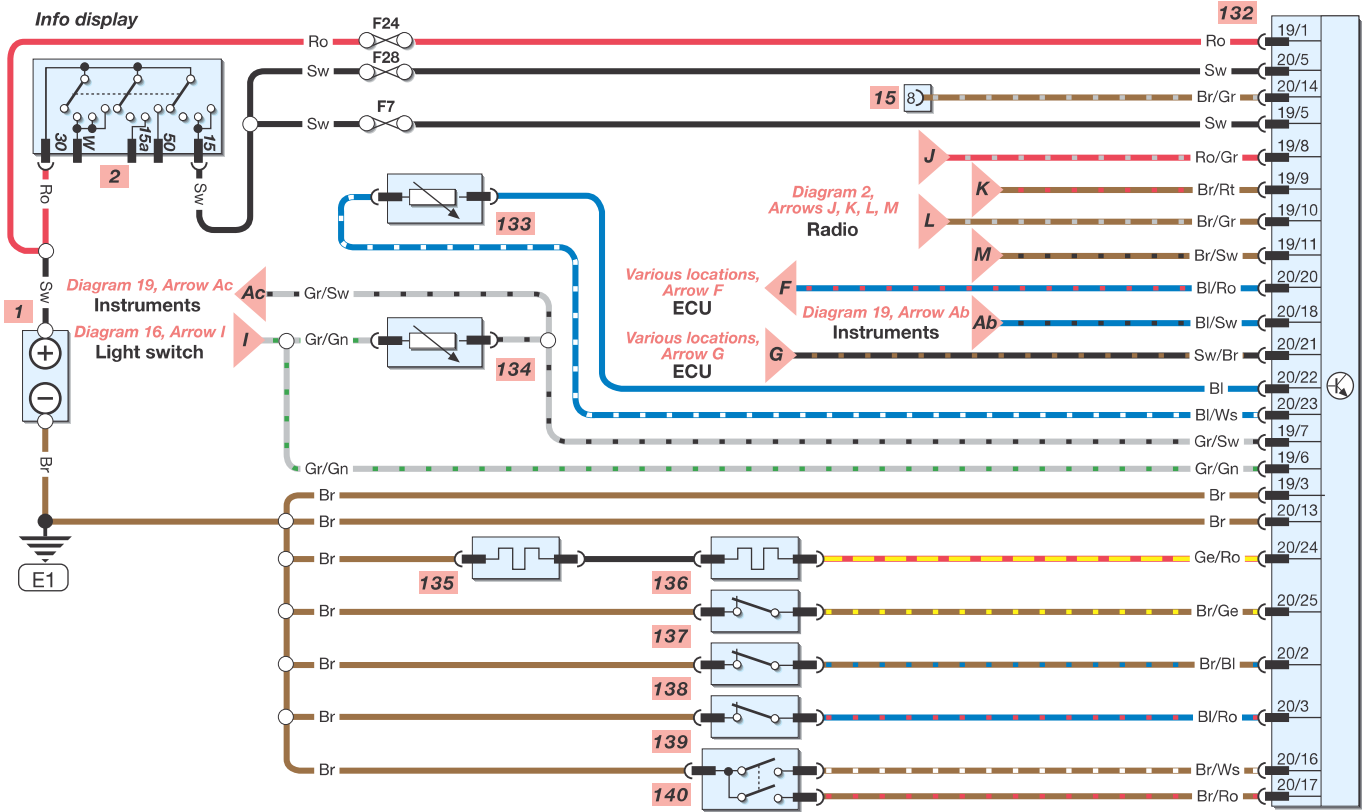 Info display
132
F24
Ro
Ro
19/1
F28
Sw
Sw
20/5
15
8
Br/Gr
20/14
F7
Sw
Sw
19/5
30
W
15a
50
15
2
Ro
Sw
J
Ro/Gr
19/8
K
Br/Rt
19/9
Diagram 2,
Arrows J, K, L, M
Radio
L
Br/Gr
19/10
M
Br/Sw
19/11
133
Diagram 19, Arrow Ac
Instruments
Ac
Gr/Sw
Various locations,
Arrow F
ECU
F
Bl/Ro
20/20
Sw
1
Diagram 16, Arrow I
Light switch
I
Gr/Gn
134
Diagram 19, Arrow Ab
Instruments
Ab
Bl/Sw
20/18
Various locations,
Arrow G
ECU
G
Sw/Br
20/21
Bl
20/22
Bl/Ws
20/23
Gr/Sw
19/7
Br
Gr/Gn
Gr/Gn
19/6
Br
Br
19/3
Br
Br
20/13
E1
Br
135
136
Ge/Ro
20/24
Br
137
Br/Ge
20/25
Br
138
Br/Bl
20/2
Br
139
Bl/Ro
20/3
Br
140
Br/Ws
20/16
Br/Ro
20/17